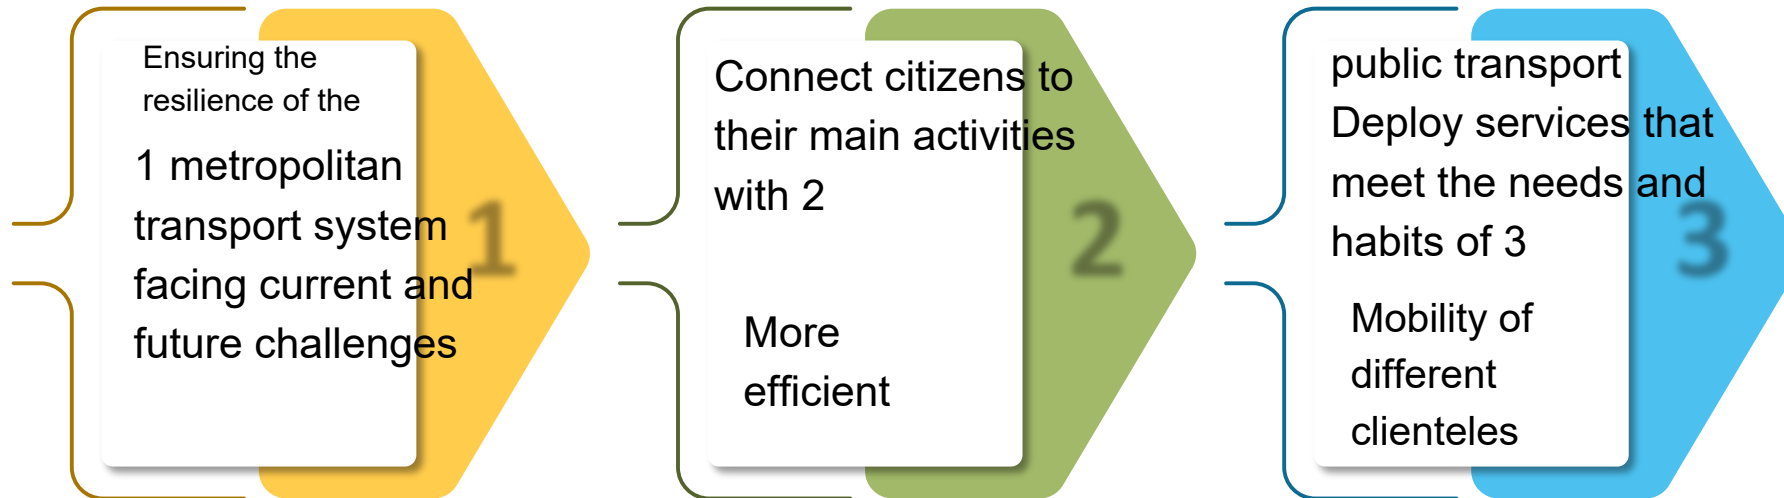 Ensuring the
resilience of the
1 metropolitan
transport system
facing current and
future challenges
1
Connect citizens to
their main activities
with 2
More
efficient
2
public transport
Deploy services that
meet the needs and
habits of 3
Mobility of
different
clienteles
3